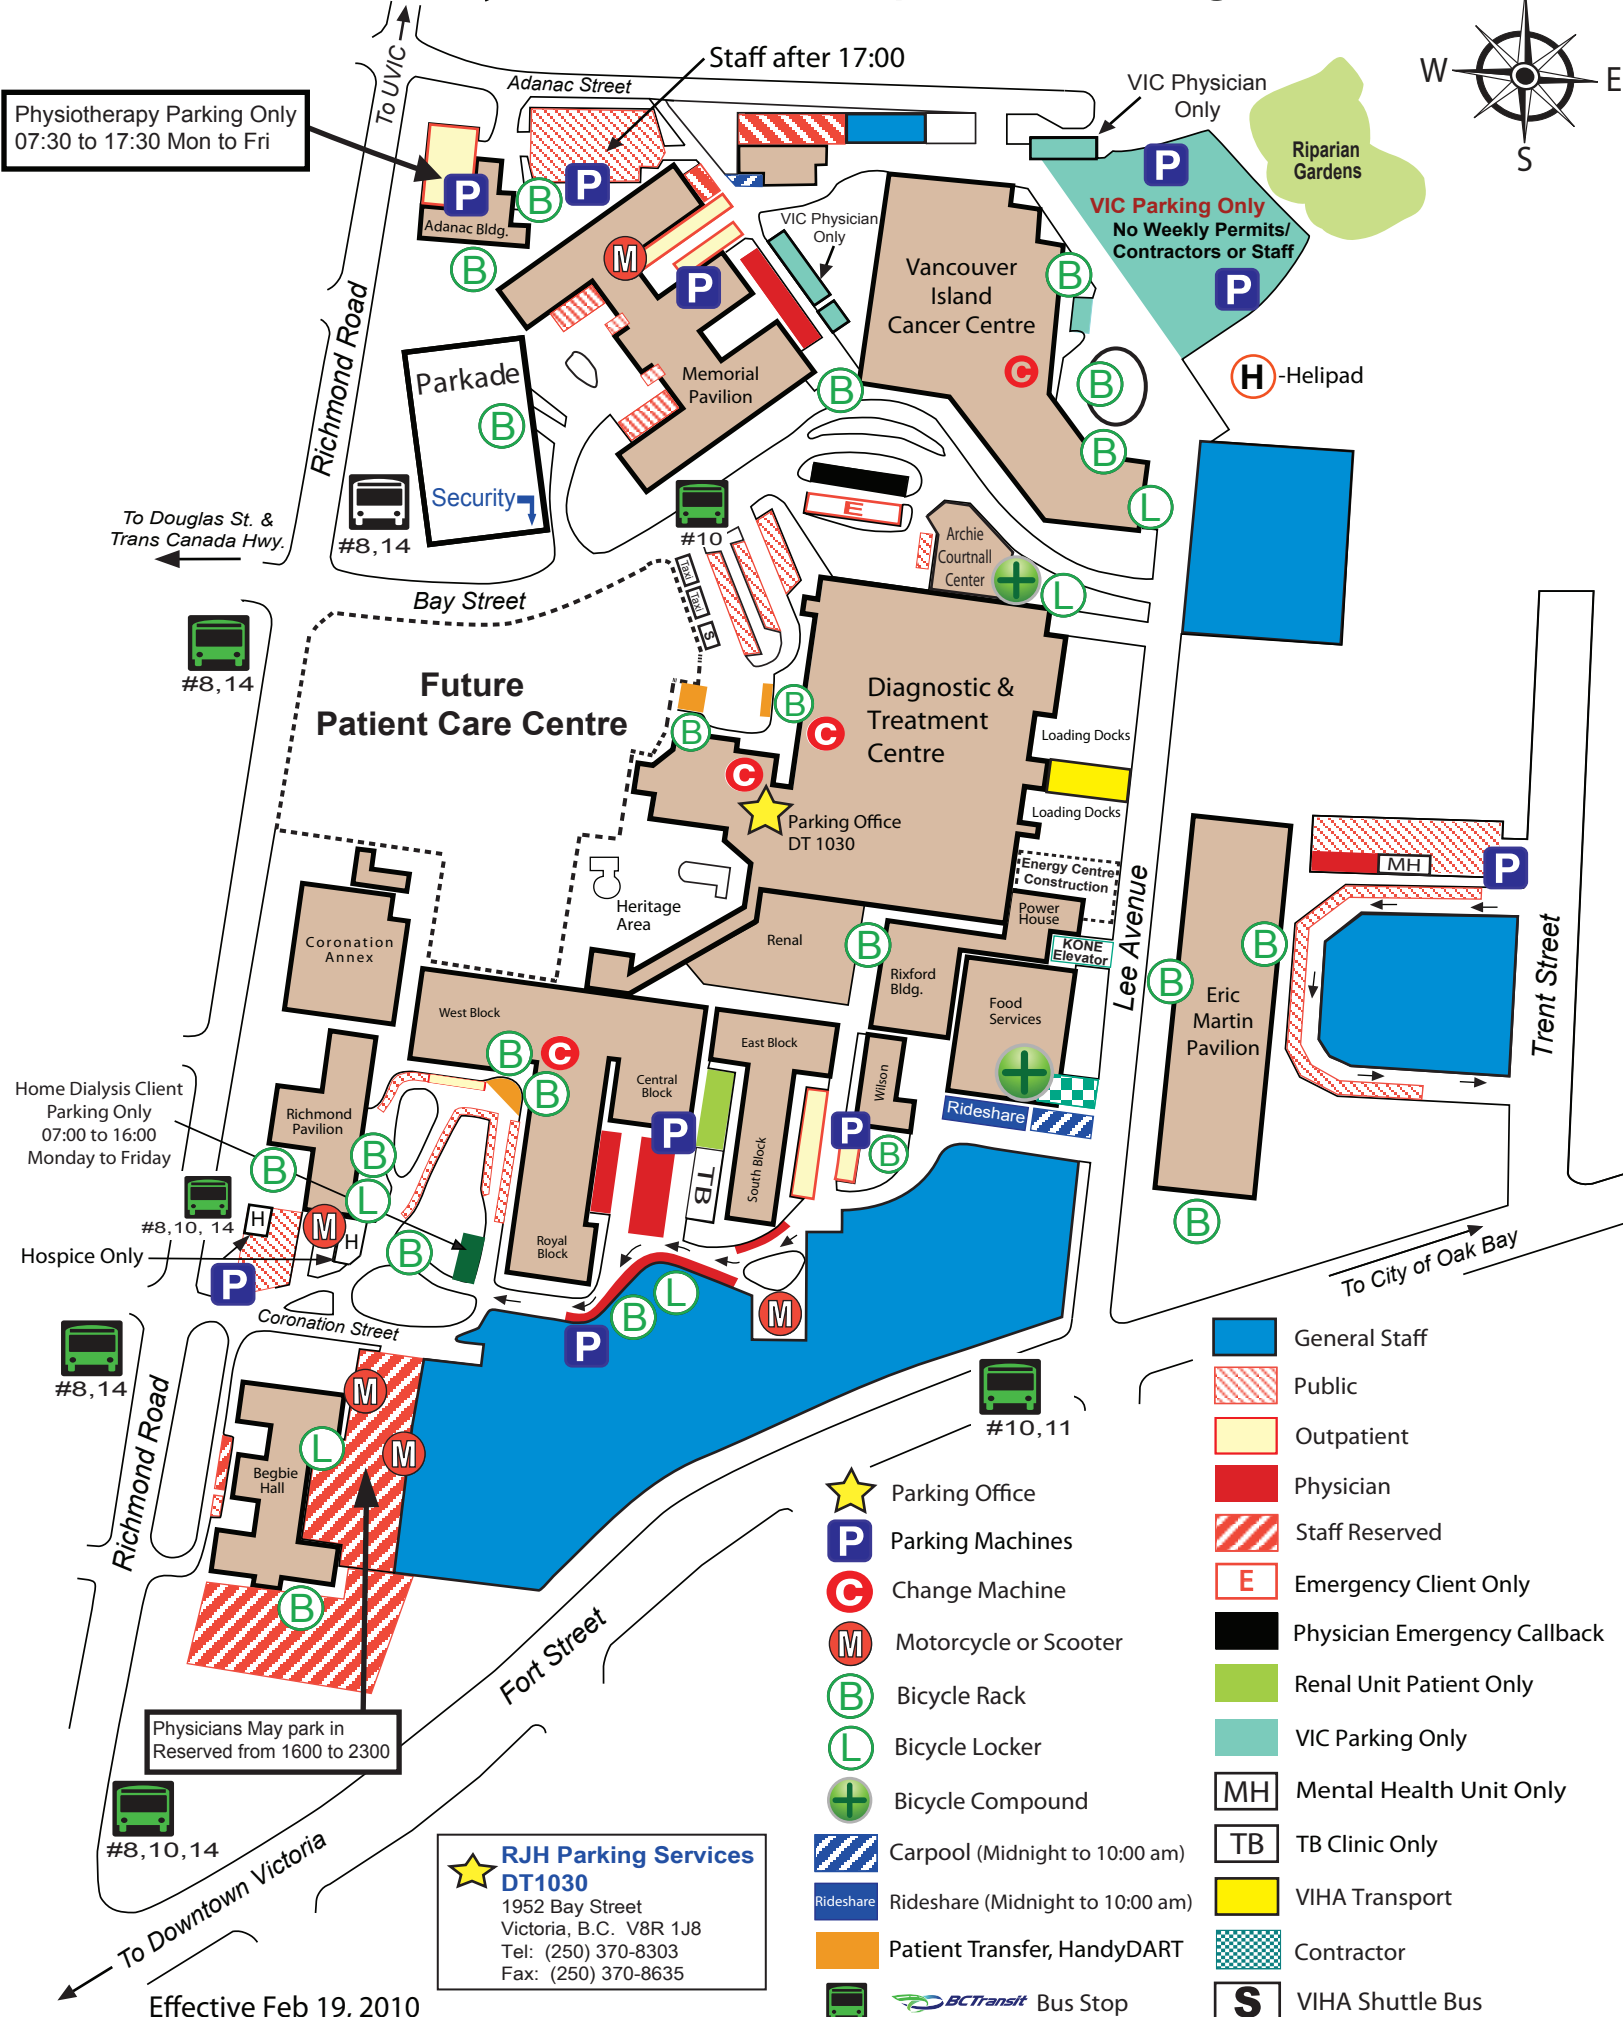 To UVIC
Staff after 17:00
Adanac Street
Physiotherapy Parking Only
07:30 to 17:30 Mon to Fri
P
Adanac Bldg.
B
P
B
VIC Physician
Only
W
E
S
Riparian
Gardens
P
VIC Parking Only
No Weekly Permits/
Contractors or Staff
P
VIC Physician
Only
M
P
Vancouver
Island
Cancer Centre
B
C
B
B
L
H
-Helipad
Richmond Road
Parkade
B
Security
Memorial
Pavilion
B
#8,14
To Douglas St. &
Trans Canada Hwy.
#10
E
Archie
Courtnall
Center
L
Bay Street
Taxi
Taxi
S
#8,14
Future
Patient Care Centre
B
B
C
C
Diagnostic &
Treatment
Centre
Loading Docks
Loading Docks
Parking Office
DT 1030
Energy Centre
Construction
Power
House
KONE
Elevator
Lee Avenue
Heritage
Area
Coronation
Annex
Renal
B
Rixford
Bldg.
Food
Services
B
B
Eric
Martin
Pavilion
MH
P
Trent Street
West Block
B
C
B
East Block
Central
Block
Wilson
Home Dialysis Client
Parking Only
07:00 to 16:00
Monday to Friday
Richmond
Pavilion
B
B
L
P
TB
South Block
P
B
Rideshare
#8,10, 14
H
M
H
Hospice Only
P
B
Royal
Block
B
To City of Oak Bay
Coronation Street
P
B
L
M
#8,14
Richmond Road
M
M
L
Begbie
Hall
B
#10,11
Fort Street
Physicians May park in
Reserved from 1600 to 2300
#8,10,14
To Downtown Victoria
Effective Feb 19, 2010
RJH Parking Services
DT1030
1952 Bay Street
Victoria, B.C.  V8R 1J8
Tel:  (250) 370-8303
Fax:  (250) 370-8635
Parking Office
P
Parking Machines
C
Change Machine
M
Motorcycle or Scooter
B
Bicycle Rack
L
Bicycle Locker
Bicycle Compound
Carpool (Midnight to 10:00 am)
Rideshare
Rideshare (Midnight to 10:00 am)
Patient Transfer, HandyDART
BCTransit Bus Stop
General Staff
Public
Outpatient
Physician
Staff Reserved
E
Emergency Client Only
Physician Emergency Callback
Renal Unit Patient Only
VIC Parking Only
MH
Mental Health Unit Only
TB
TB Clinic Only
VIHA Transport
Contractor
S
VIHA Shuttle Bus